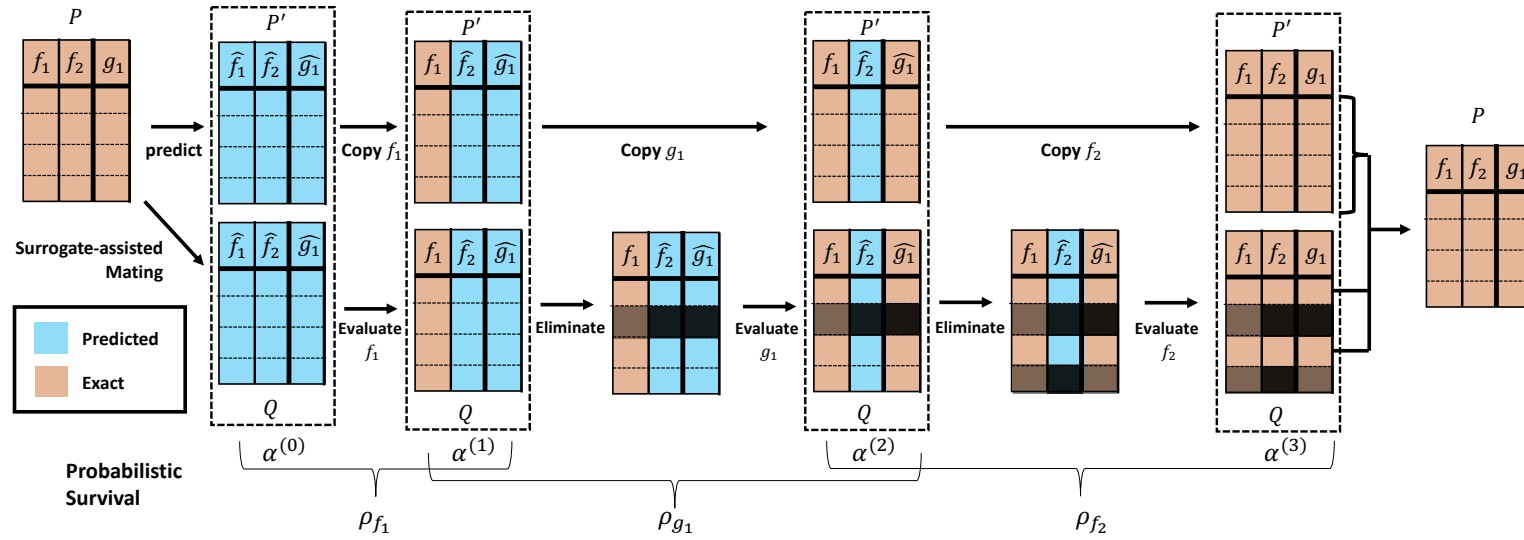 P
f₁ f₂ g₁
predict
Surrogate-assisted
Mating
Predicted
Exact
Probabilistic
Survival
P′
f̂₁ f̂₂ ĝ₁
f̂₁ f̂₂ ĝ₁
Q
α⁽⁰⁾
Copy f₁
Evaluate
f₁
P′
f₁ f̂₂ ĝ₁
f₁ f̂₂ ĝ₁
Q
α⁽¹⁾
Copy g₁
Eliminate
f₁ f̂₂ ĝ₁
Evaluate
g₁
P′
f₁ f̂₂ ĝ₁
f₁ f̂₂ ĝ₁
Q
α⁽²⁾
Copy f₂
Eliminate
f₁ f̂₂ ĝ₁
Evaluate
f₂
P′
f₁ f₂ g₁
f₁ f₂ g₁
Q
α⁽³⁾
P
f₁ f₂ g₁
ρ_f₁
ρ_g₁
ρ_f₂